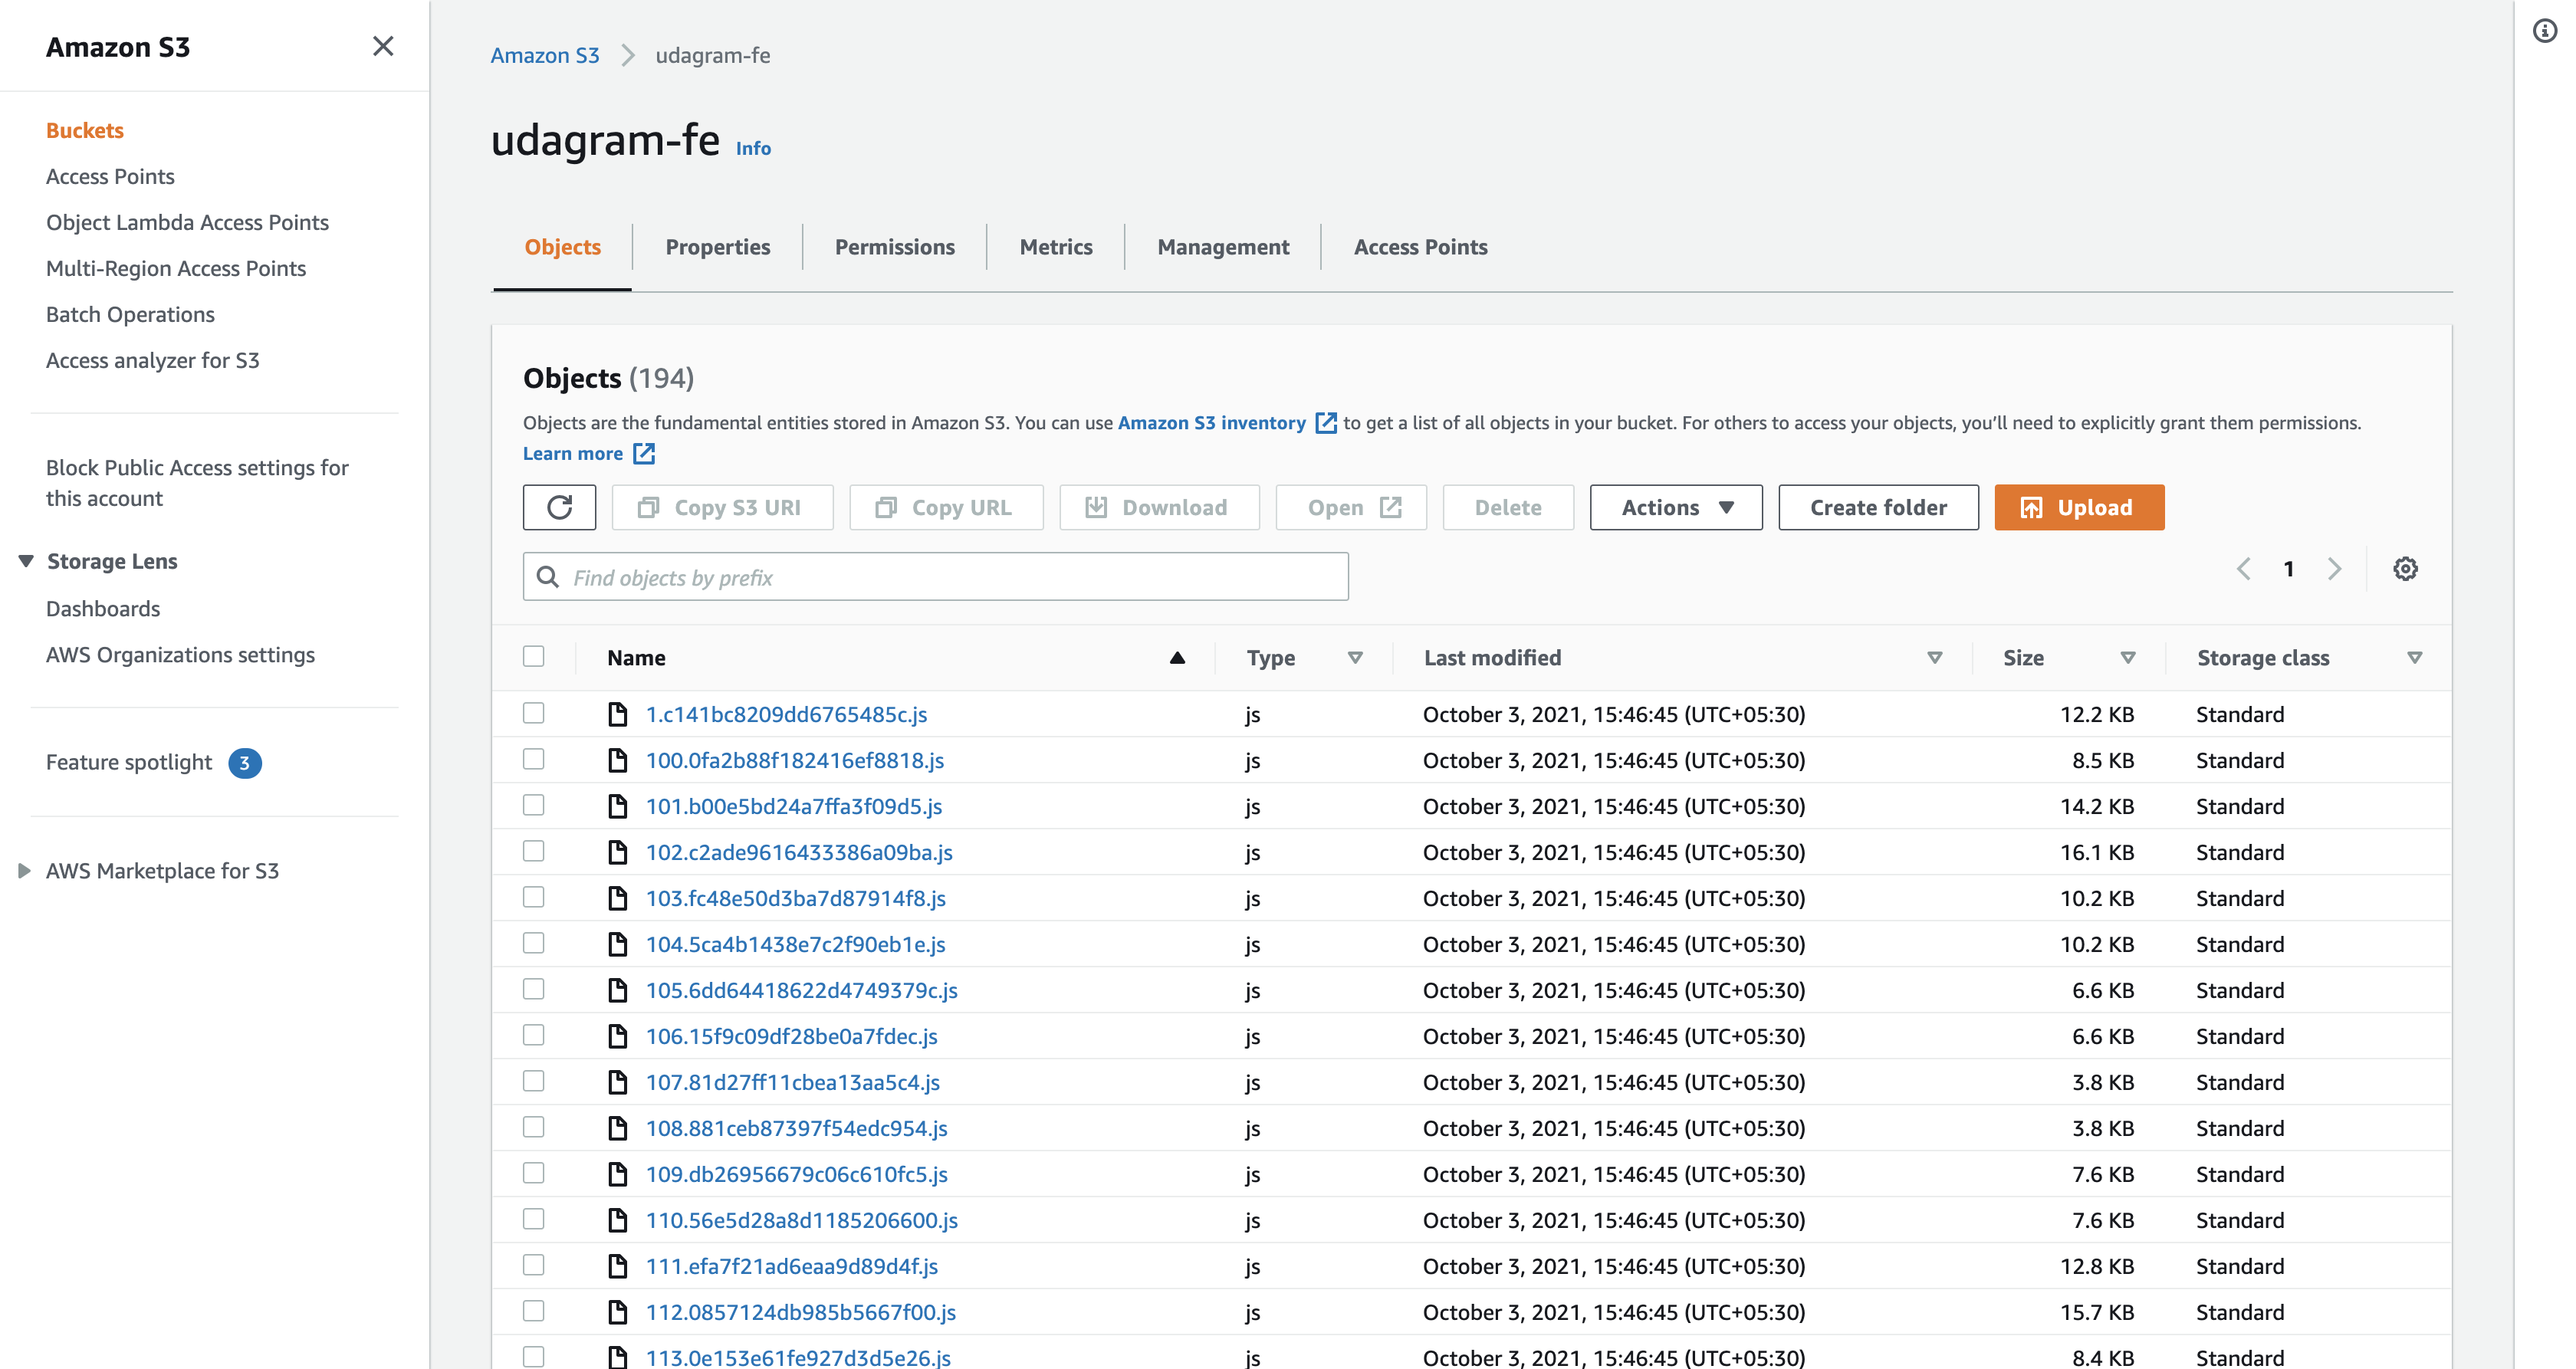 Amazon S3
Buckets
Access Points
Object Lambda Access Points
Multi-Region Access Points
Batch Operations
Access analyzer for S3
Block Public Access settings for
this account
Storage Lens
Dashboards
AWS Organizations settings
Feature spotlight 3
AWS Marketplace for S3
Amazon S3 udagram-fe
udagram-fe Info
Objects Properties Permissions Metrics Management Access Points
Objects (194)
Objects are the fundamental entities stored in Amazon S3. You can use Amazon S3 inventory to get a list of all objects in your bucket. For others to access your objects, you’ll need to explicitly grant them permissions.
Learn more
Copy S3 URI Copy URL Download Open Delete Actions Create folder Upload
Find objects by prefix
1
Name Type Last modified Size Storage class
1.c141bc8209dd6765485c.js js October 3, 2021, 15:46:45 (UTC+05:30) 12.2 KB Standard
100.0fa2b88f182416ef8818.js js October 3, 2021, 15:46:45 (UTC+05:30) 8.5 KB Standard
101.b00e5bd24a7ffa3f09d5.js js October 3, 2021, 15:46:45 (UTC+05:30) 14.2 KB Standard
102.c2ade9616433386a09ba.js js October 3, 2021, 15:46:45 (UTC+05:30) 16.1 KB Standard
103.fc48e50d3ba7d87914f8.js js October 3, 2021, 15:46:45 (UTC+05:30) 10.2 KB Standard
104.5ca4b1438e7c2f90eb1e.js js October 3, 2021, 15:46:45 (UTC+05:30) 10.2 KB Standard
105.6dd64418622d4749379c.js js October 3, 2021, 15:46:45 (UTC+05:30) 6.6 KB Standard
106.15f9c09df28be0a7fdec.js js October 3, 2021, 15:46:45 (UTC+05:30) 6.6 KB Standard
107.81d27ff11cbea13aa5c4.js js October 3, 2021, 15:46:45 (UTC+05:30) 3.8 KB Standard
108.881ceb87397f54edc954.js js October 3, 2021, 15:46:45 (UTC+05:30) 3.8 KB Standard
109.db26956679c06c610fc5.js js October 3, 2021, 15:46:45 (UTC+05:30) 7.6 KB Standard
110.56e5d28a8d1185206600.js js October 3, 2021, 15:46:45 (UTC+05:30) 7.6 KB Standard
111.efa7f21ad6eaa9d89d4f.js js October 3, 2021, 15:46:45 (UTC+05:30) 12.8 KB Standard
112.0857124db985b5667f00.js js October 3, 2021, 15:46:45 (UTC+05:30) 15.7 KB Standard
113.0e153e61fe927d3d5e26.js js October 3, 2021, 15:46:45 (UTC+05:30) 8.4 KB Standard